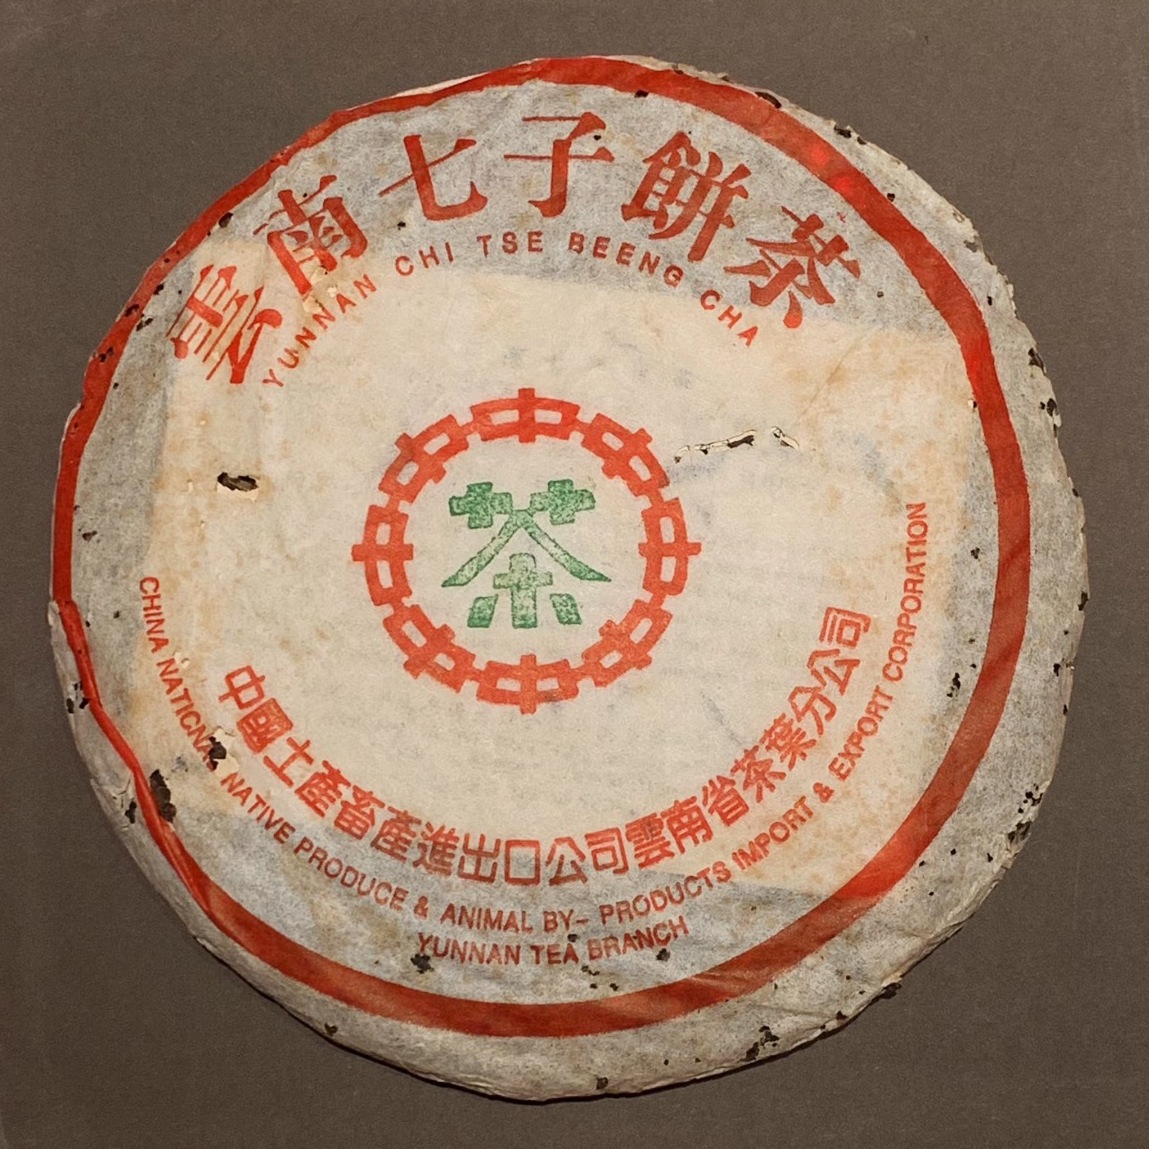 雲南七子餅茶
YUNNAN CHI TSE BEENG CHA
茶
中國土產畜產進出口公司雲南省茶葉分公司
CHINA NATIONAL NATIVE PRODUCE & ANIMAL BY- PRODUCTS IMPORT & EXPORT CORPORATION
YUNNAN TEA BRANCH